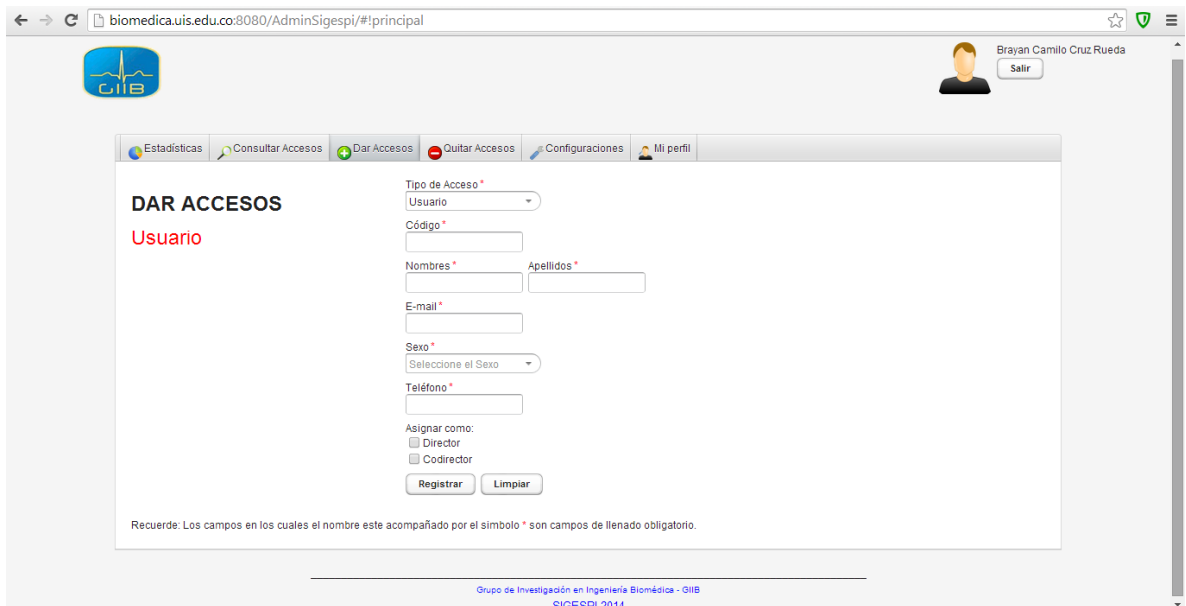 biomedica.uis.edu.co:8080/AdminSigespi/#!principal
GIIB
Brayan Camilo Cruz Rueda
Salir
Estadísticas Consultar Accesos Dar Accesos Quitar Accesos Configuraciones Mi perfil
DAR ACCESOS
Usuario
Tipo de Acceso *
Usuario
Código *
Nombres * Apellidos *
E-mail *
Sexo *
Seleccione el Sexo
Teléfono *
Asignar como:
Director
Codirector
Registrar Limpiar
Recuerde: Los campos en los cuales el nombre este acompañado por el simbolo * son campos de llenado obligatorio.
Grupo de Investigación en Ingeniería Biomédica - GIIB
SIGESPI 2014